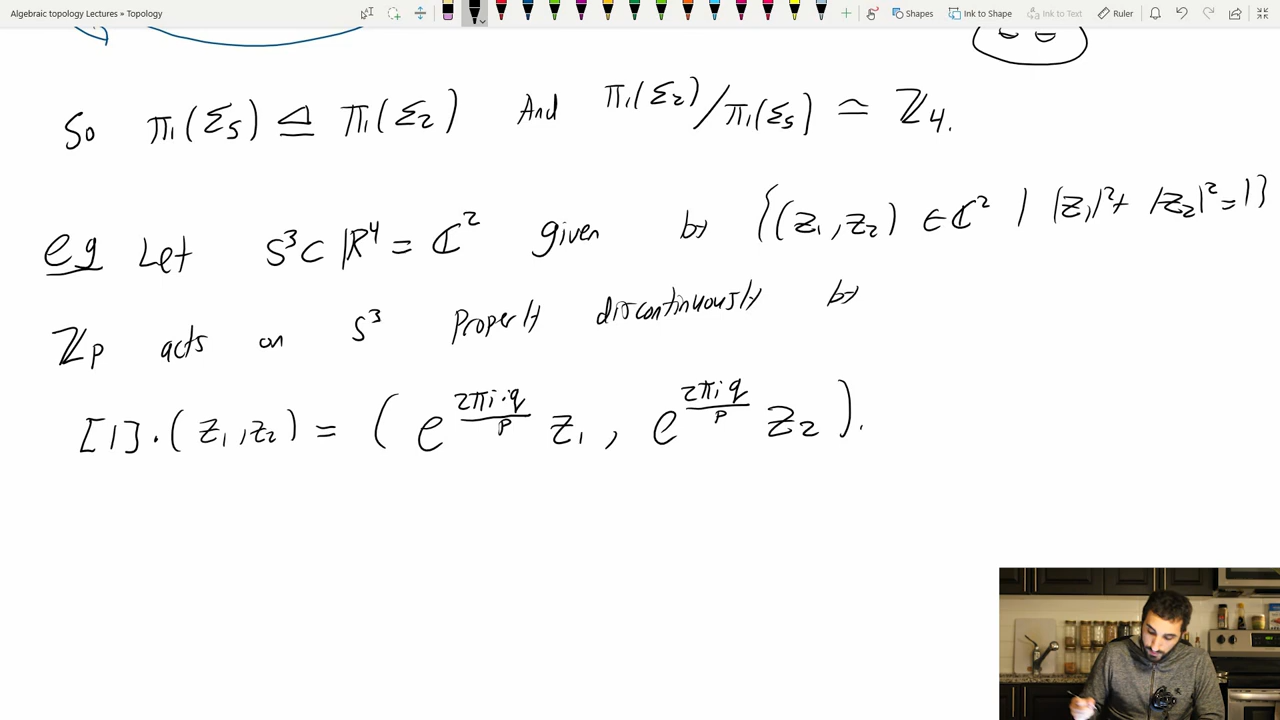 Algebraic topology Lectures » Topology
Shapes Ink to Shape Ink to Text Ruler
So π₁(Σ₅) ⊴ π₁(Σ₂) And π₁(Σ₂)/π₁(Σ₅) ≃ ℤ₄.
eg Let S³ ⊂ ℝ⁴ = ℂ² given by {(z₁, z₂) ∈ ℂ² | |z₁|² + |z₂|² = 1}
ℤₚ acts on S³ Properly discontinuously by
[1]·(z₁, z₂) = (e^{2πi·q/p} z₁, e^{2πi q/p} z₂).